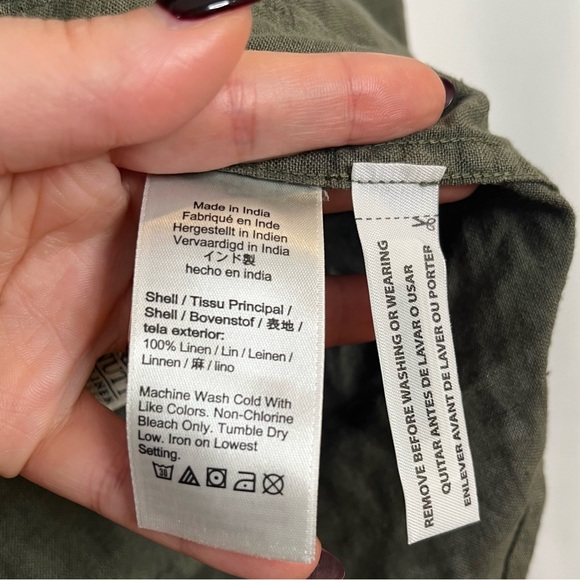 Made in India
Fabriqué en Inde
Hergestellt in Indien
Vervaardigd in India
インド製
hecho en india
Shell / Tissu Principal /
Shell / Bovenstof / 表地 /
tela exterior:
100% Linen / Lin / Leinen /
Linnen / 麻 / lino
Machine Wash Cold With
Like Colors. Non-Chlorine
Bleach Only. Tumble Dry
Low. Iron on Lowest
Setting.
30
REMOVE BEFORE WASHING OR WEARING
QUITAR ANTES DE LAVAR O USAR
ENLEVER AVANT DE LAVER OU PORTER